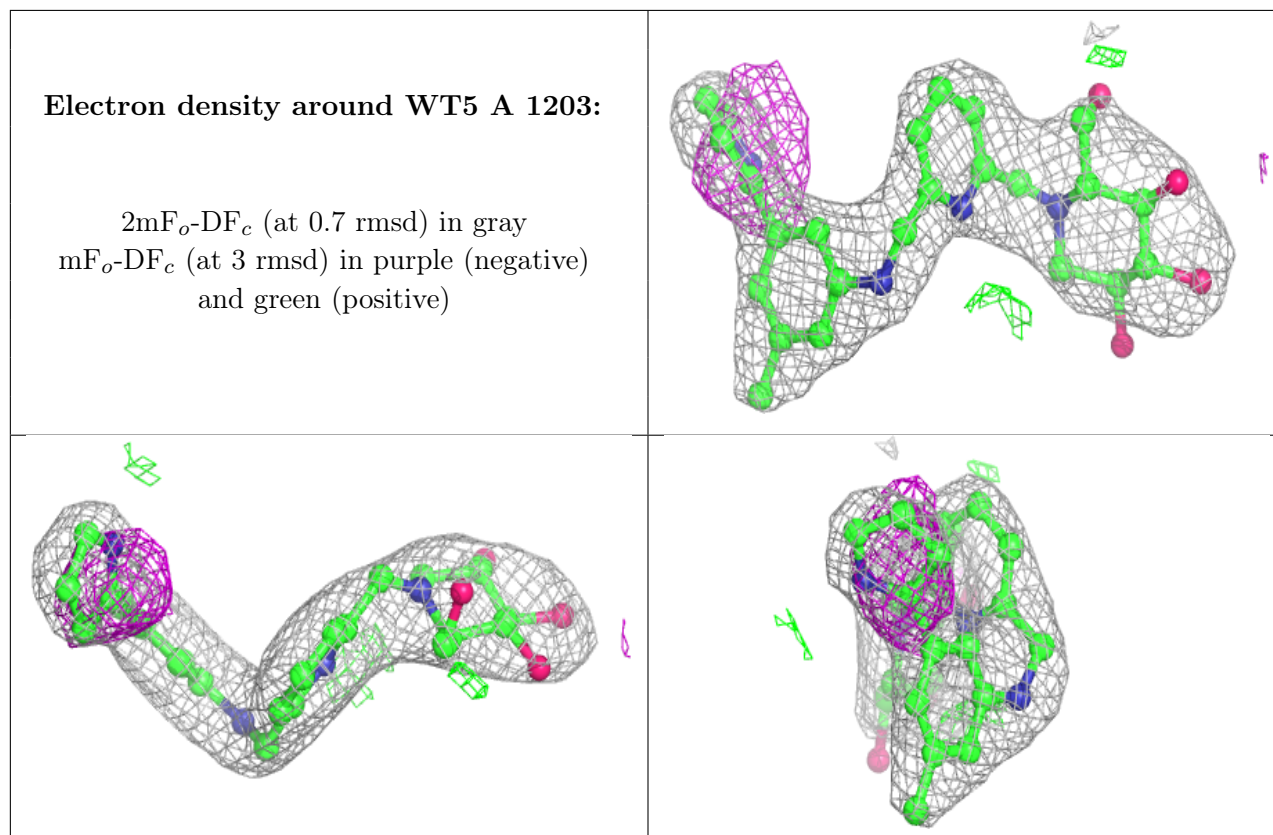 Electron density around WT5 A 1203:
2mFo-DFc (at 0.7 rmsd) in gray
mFo-DFc (at 3 rmsd) in purple (negative)
and green (positive)